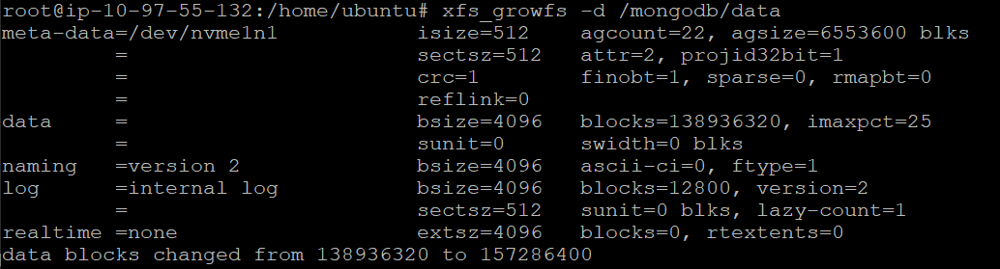 root@ip-10-97-55-132:/home/ubuntu# xfs_growfs -d /mongodb/data
meta-data=/dev/nvme1n1           isize=512    agcount=22, agsize=6553600 blks
         =                       sectsz=512   attr=2, projid32bit=1
         =                       crc=1        finobt=1, sparse=0, rmapbt=0
         =                       reflink=0
data     =                       bsize=4096   blocks=138936320, imaxpct=25
         =                       sunit=0      swidth=0 blks
naming   =version 2              bsize=4096   ascii-ci=0, ftype=1
log      =internal log           bsize=4096   blocks=12800, version=2
         =                       sectsz=512   sunit=0 blks, lazy-count=1
realtime =none                   extsz=4096   blocks=0, rtextents=0
data blocks changed from 138936320 to 157286400